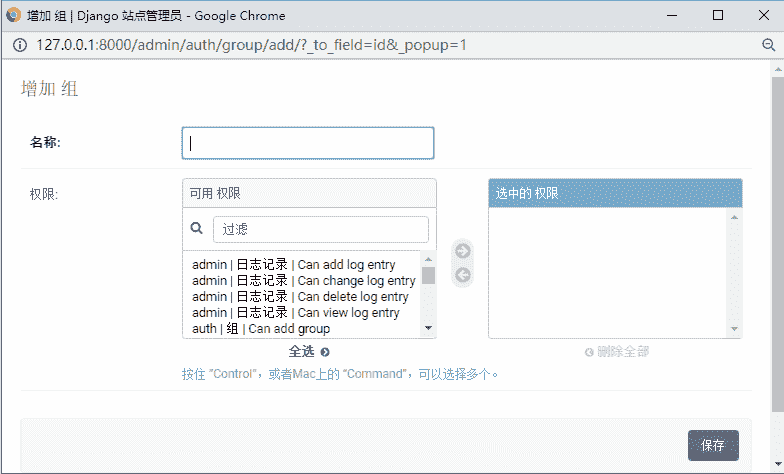 增加 组 | Django 站点管理员 - Google Chrome
127.0.0.1:8000/admin/auth/group/add/?_to_field=id&_popup=1
增加 组
名称:
权限:
可用 权限
过滤
admin | 日志记录 | Can add log entry
admin | 日志记录 | Can change log entry
admin | 日志记录 | Can delete log entry
admin | 日志记录 | Can view log entry
auth | 组 | Can add group
全选
选中的 权限
删除全部
按住 "Control"，或者Mac上的 "Command"，可以选择多个。
保存